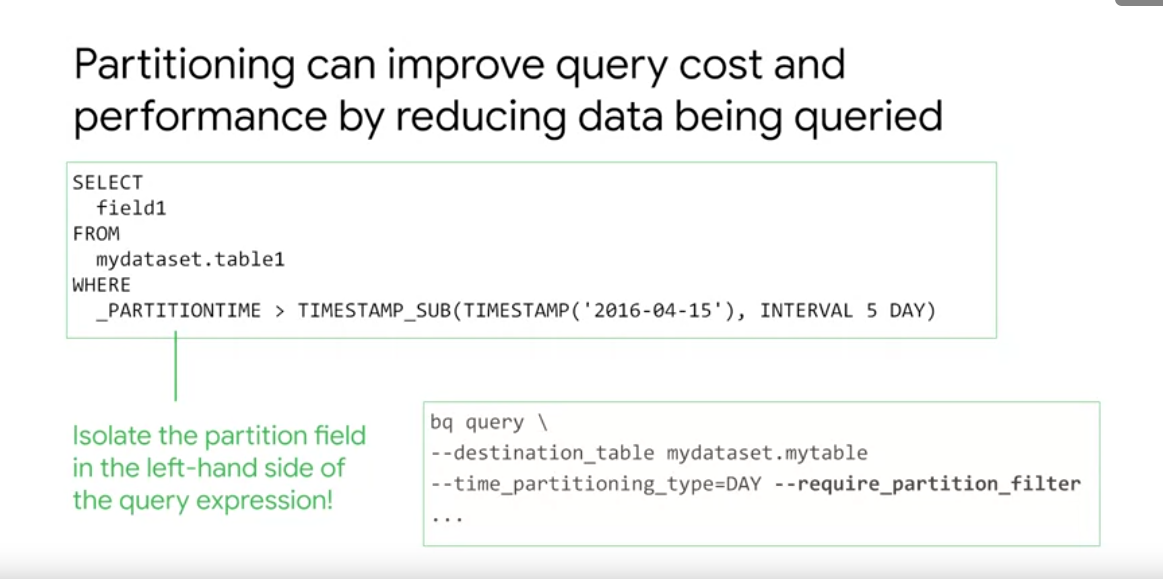 Partitioning can improve query cost and
performance by reducing data being queried
SELECT
field1
FROM
mydataset.table1
WHERE
_PARTITIONTIME > TIMESTAMP_SUB(TIMESTAMP('2016-04-15'), INTERVAL 5 DAY)
Isolate the partition field
in the left-hand side of
the query expression!
bq query \
--destination_table mydataset.mytable
--time_partitioning_type=DAY --require_partition_filter
...